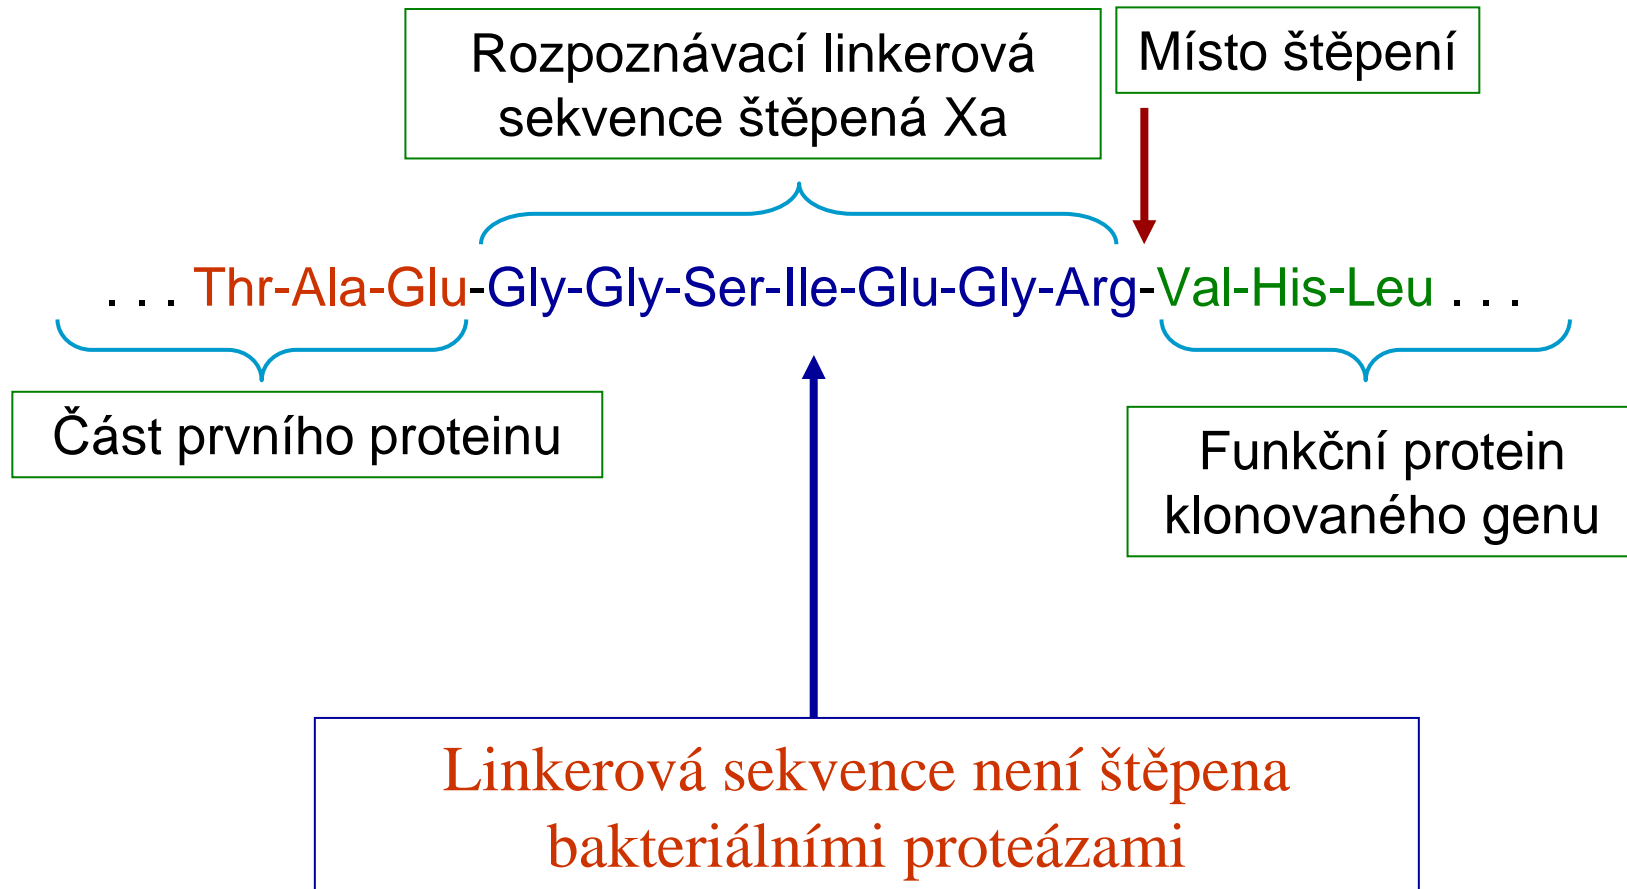 Rozpoznávací linkerová
sekvence štěpená Xa
Místo štěpení
. . . Thr-Ala-Glu-Gly-Gly-Ser-Ile-Glu-Gly-Arg-Val-His-Leu . . .
Část prvního proteinu
Funkční protein
klonovaného genu
Linkerová sekvence není štěpena
bakteriálními proteázami